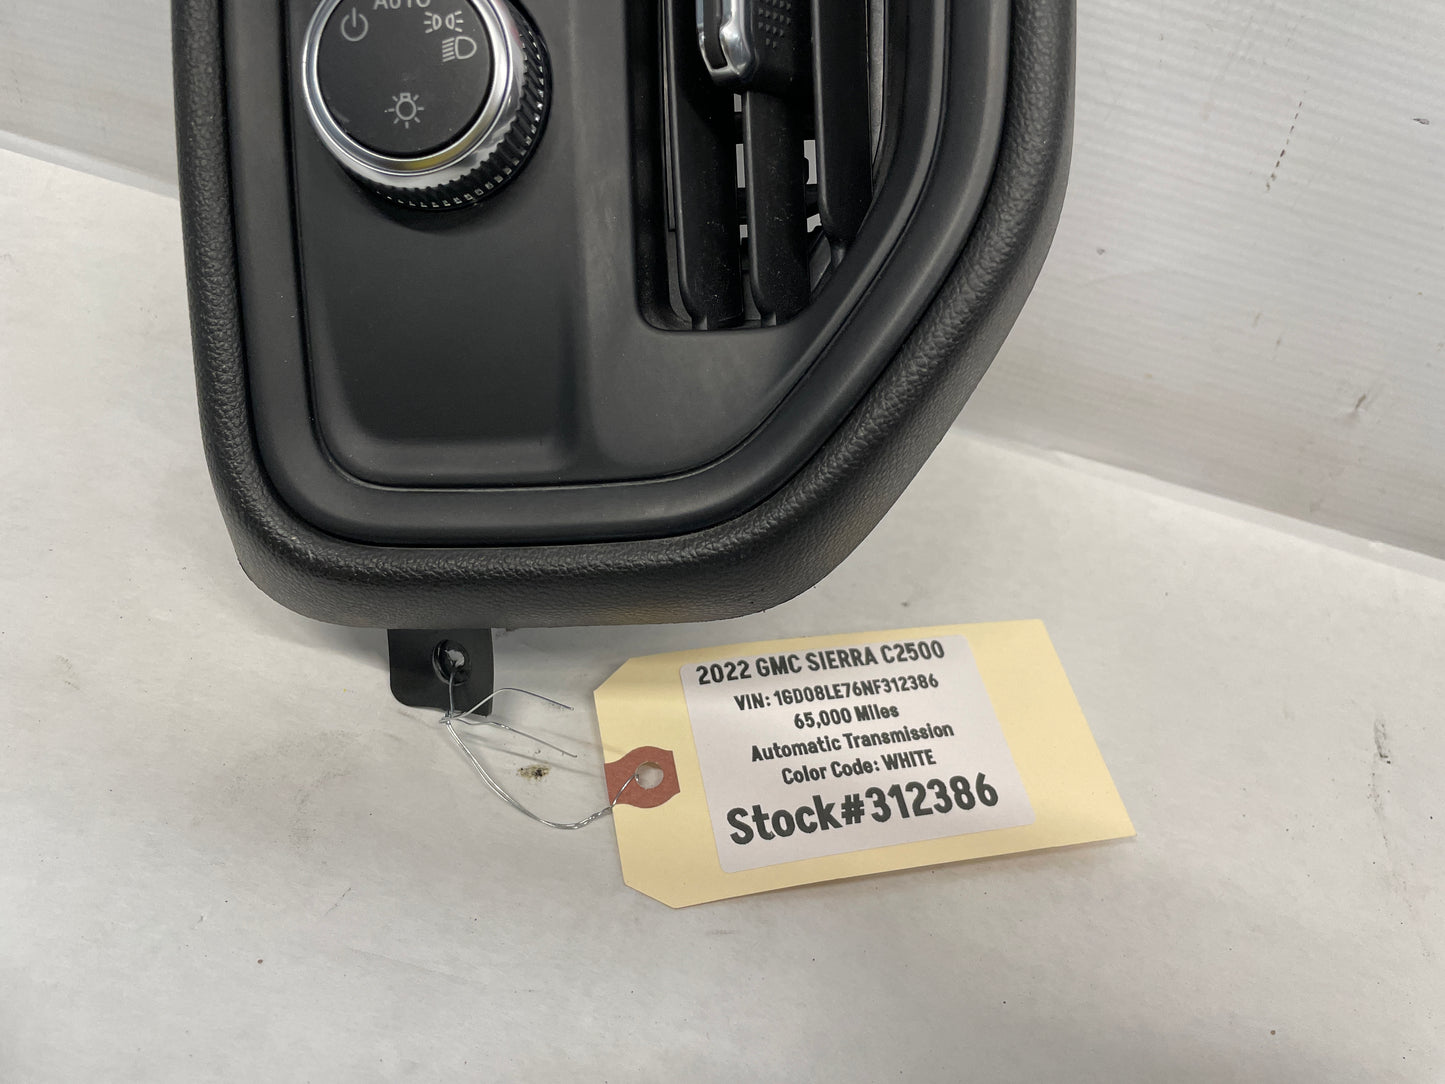 AUTO
2022 GMC SIERRA C2500
VIN: 1GD08LE76NF312386
65,000 Miles
Automatic Transmission
Color Code: WHITE
Stock#312386